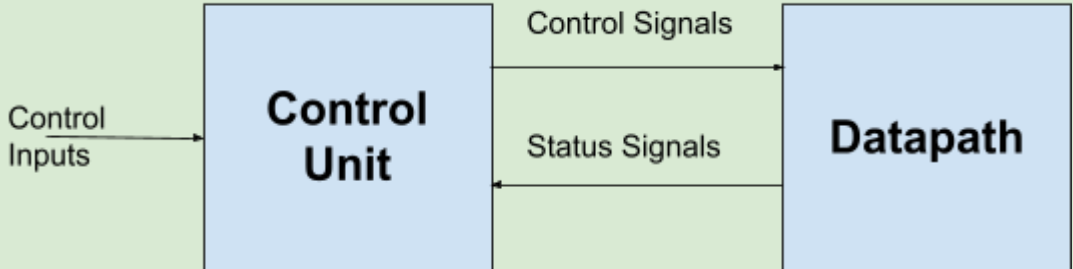 Control
Inputs
Control
Unit
Control Signals
Status Signals
Datapath